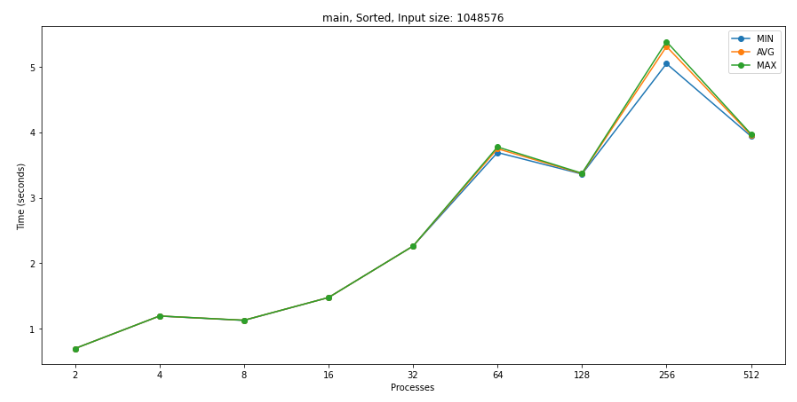 main, Sorted, Input size: 1048576
MIN
AVG
MAX
Time (seconds)
5
4
3
2
1
2 4 8 16 32 64 128 256 512
Processes